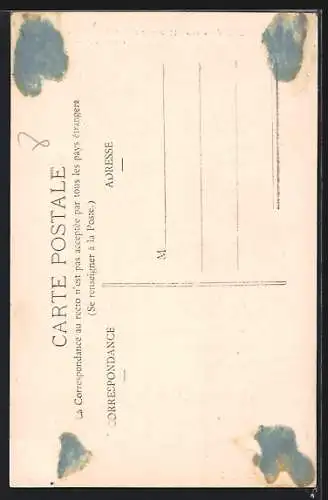 CARTE POSTALE
La Correspondance au recto n'est pas acceptée par tous les pays étrangers
(Se renseigner à la Poste.)
CORRESPONDANCE
ADRESSE
M
8